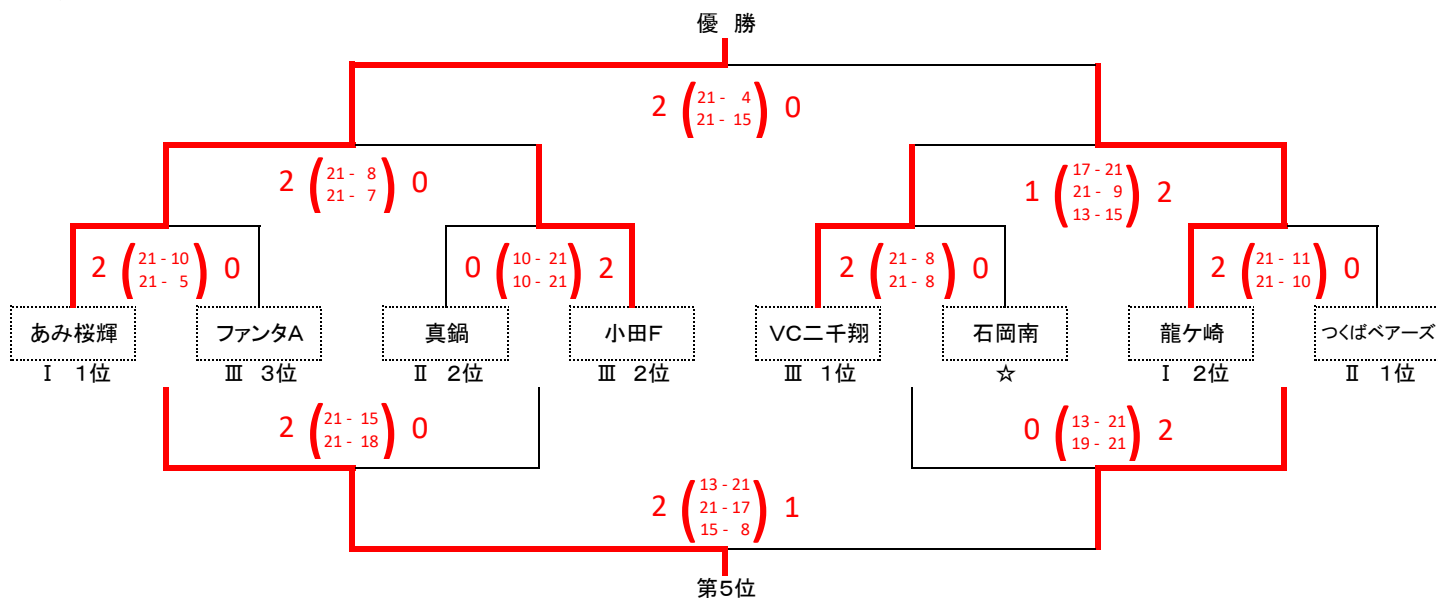 優 勝
2 ( 21 - 4 ) 0
21 - 15
2 ( 21 - 8 ) 0
21 - 7
1 ( 17 - 21 ) 2
21 - 9
13 - 15
2 ( 21 - 10 ) 0
21 - 5
0 ( 10 - 21 ) 2
10 - 21
2 ( 21 - 8 ) 0
21 - 8
2 ( 21 - 11 ) 0
21 - 10
あみ桜輝 ファンタA 真鍋 小田F VC二千翔 石岡南 龍ケ崎 つくばベアーズ
Ⅰ 1位 Ⅲ 3位 Ⅱ 2位 Ⅲ 2位 Ⅲ 1位 ☆ Ⅰ 2位 Ⅱ 1位
2 ( 21 - 15 ) 0
21 - 18
0 ( 13 - 21 ) 2
19 - 21
2 ( 13 - 21 ) 1
21 - 17
15 - 8
第5位